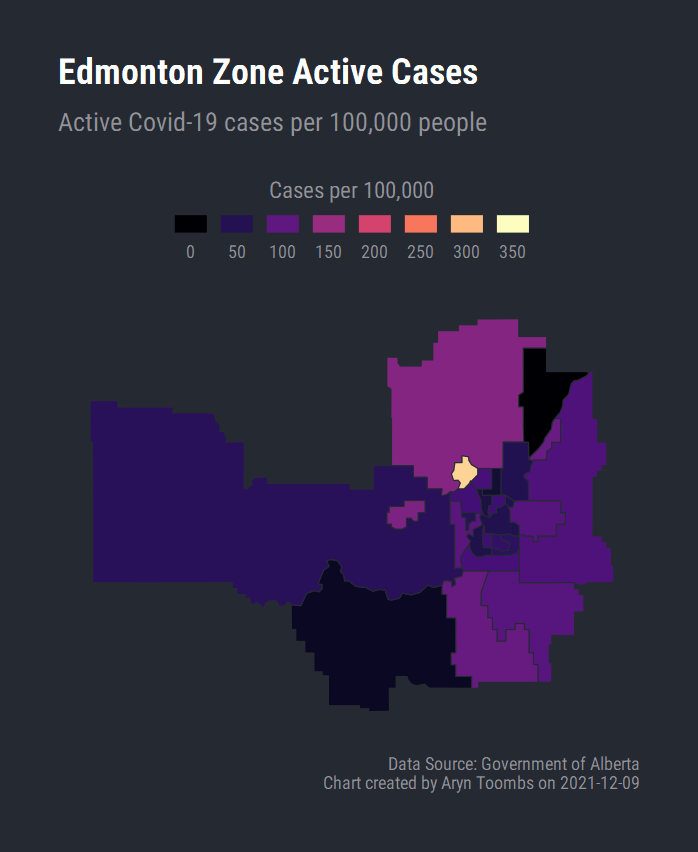 Edmonton Zone Active Cases
Active Covid-19 cases per 100,000 people
Cases per 100,000
0 50 100 150 200 250 300 350
Data Source: Government of Alberta
Chart created by Aryn Toombs on 2021-12-09